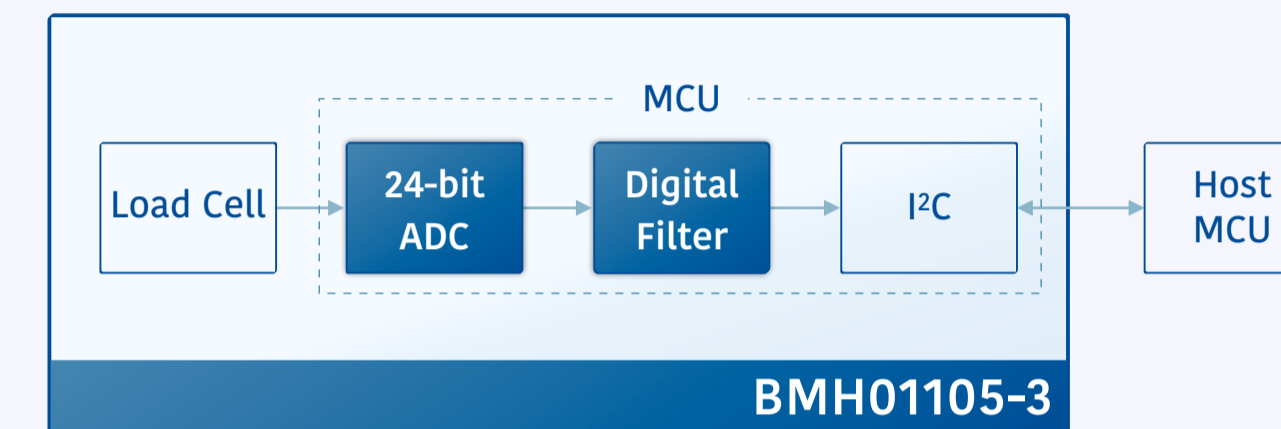 MCU
Load Cell
24-bit
ADC
Digital
Filter
I²C
Host
MCU
BMH01105-3